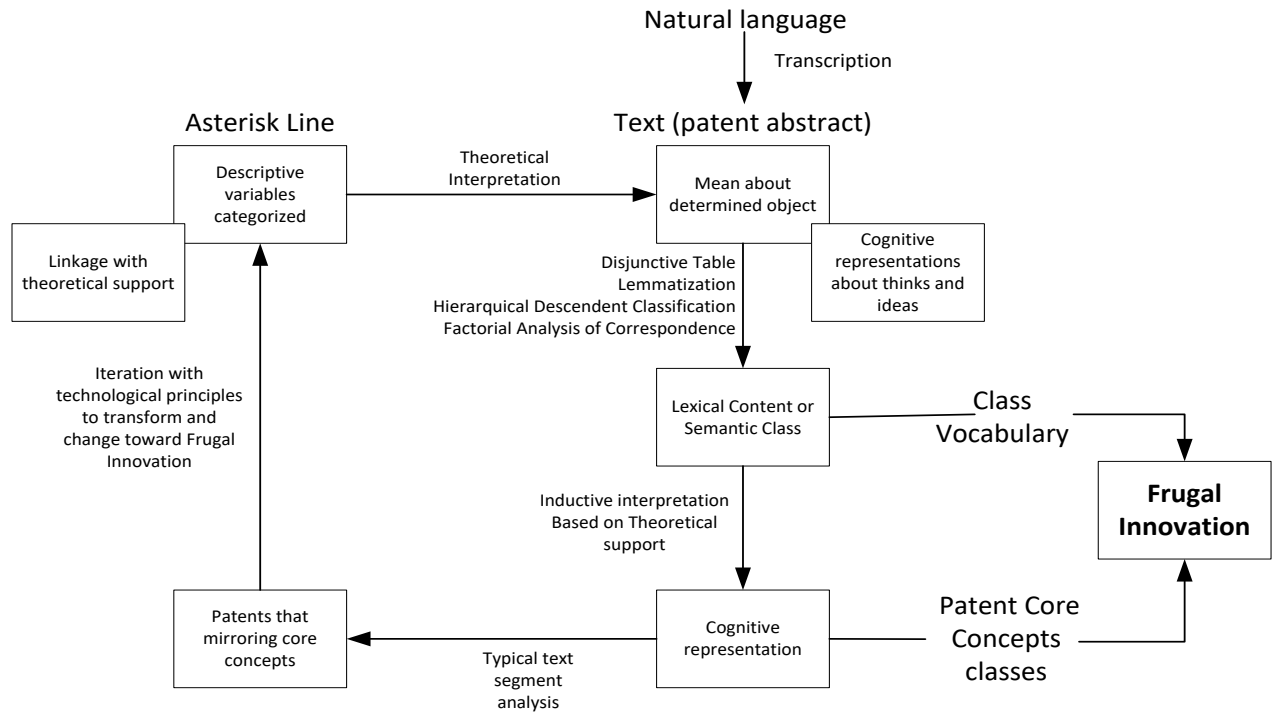 Natural language
Transcription
Asterisk Line
Text (patent abstract)
Descriptive
variables
categorized
Theoretical
Interpretation
Mean about
determined object
Linkage with
theoretical support
Cognitive
representations
about thinks and
ideas
Disjunctive Table
Lemmatization
Hierarquical Descendent Classification
Factorial Analysis of Correspondence
Iteration with
technological principles
to transform and
change toward Frugal
Innovation
Lexical Content or
Semantic Class
Class
Vocabulary
Frugal
Innovation
Inductive interpretation
Based on Theoretical
support
Patents that
mirroring core
concepts
Typical text
segment
analysis
Cognitive
representation
Patent Core
Concepts
classes